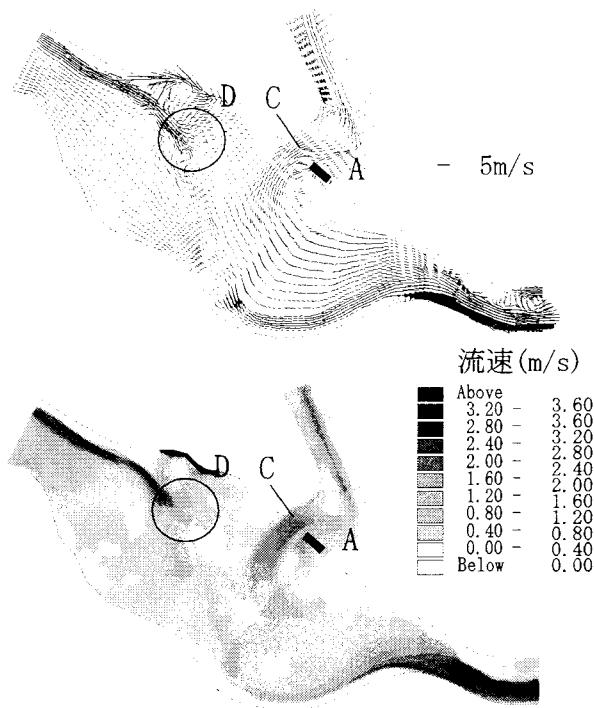 D
C
A
- 5m/s
流速(m/s)
Above 3.60
3.20 - 3.60
2.80 - 3.20
2.40 - 2.80
2.00 - 2.40
1.60 - 2.00
1.20 - 1.60
0.80 - 1.20
0.40 - 0.80
0.00 - 0.40
Below 0.00
D
C
A